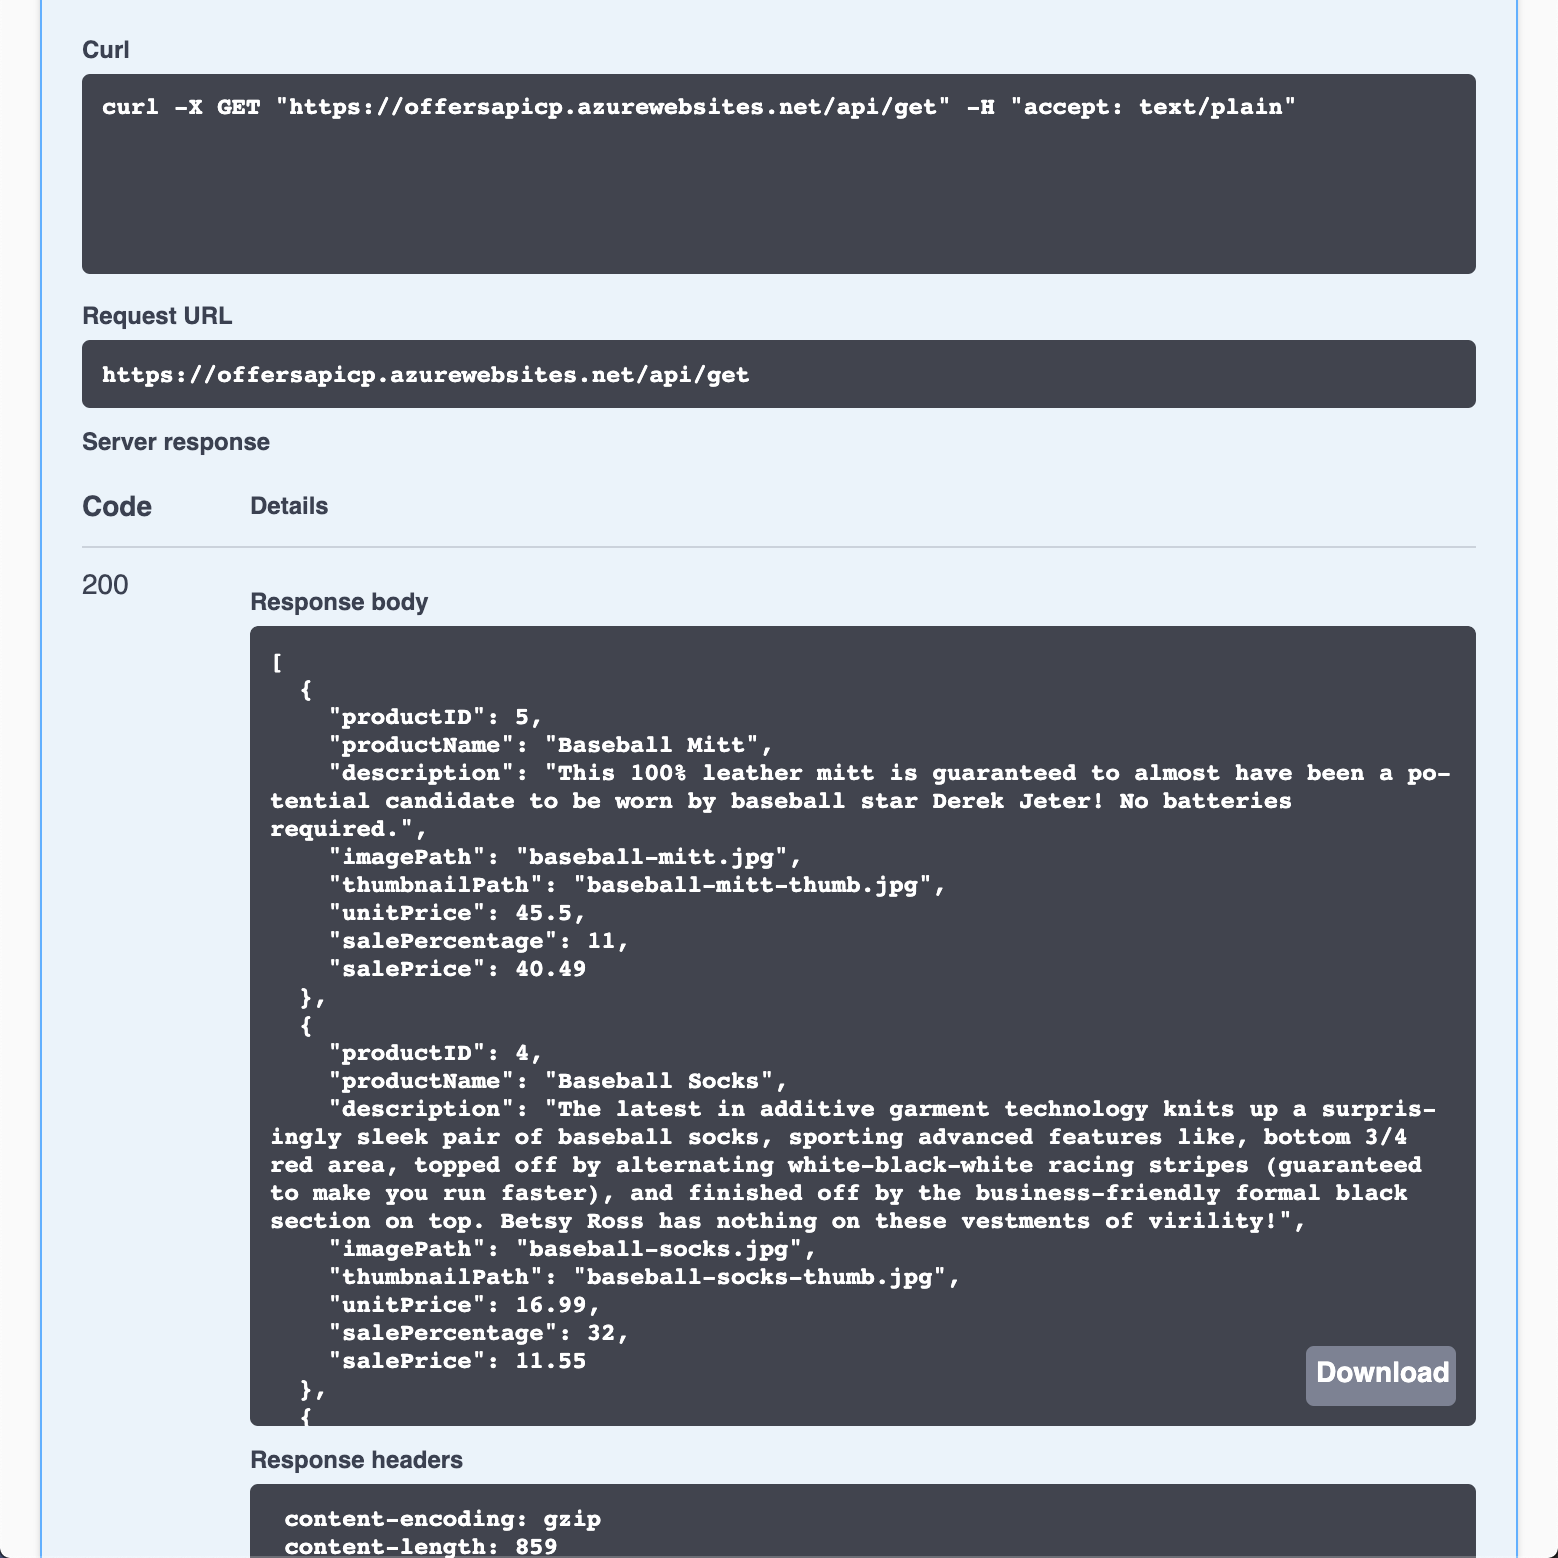 Curl
curl -X GET "https://offersapicp.azurewebsites.net/api/get" -H "accept: text/plain"
Request URL
https://offersapicp.azurewebsites.net/api/get
Server response
Code Details
200
Response body
[
  {
    "productID": 5,
    "productName": "Baseball Mitt",
    "description": "This 100% leather mitt is guaranteed to almost have been a po-
tential candidate to be worn by baseball star Derek Jeter! No batteries
required.",
    "imagePath": "baseball-mitt.jpg",
    "thumbnailPath": "baseball-mitt-thumb.jpg",
    "unitPrice": 45.5,
    "salePercentage": 11,
    "salePrice": 40.49
  },
  {
    "productID": 4,
    "productName": "Baseball Socks",
    "description": "The latest in additive garment technology knits up a surpris-
ingly sleek pair of baseball socks, sporting advanced features like, bottom 3/4
red area, topped off by alternating white-black-white racing stripes (guaranteed
to make you run faster), and finished off by the business-friendly formal black
section on top. Betsy Ross has nothing on these vestments of virility!",
    "imagePath": "baseball-socks.jpg",
    "thumbnailPath": "baseball-socks-thumb.jpg",
    "unitPrice": 16.99,
    "salePercentage": 32,
    "salePrice": 11.55
  },
  {
Download
Response headers
content-encoding: gzip
content-length: 859